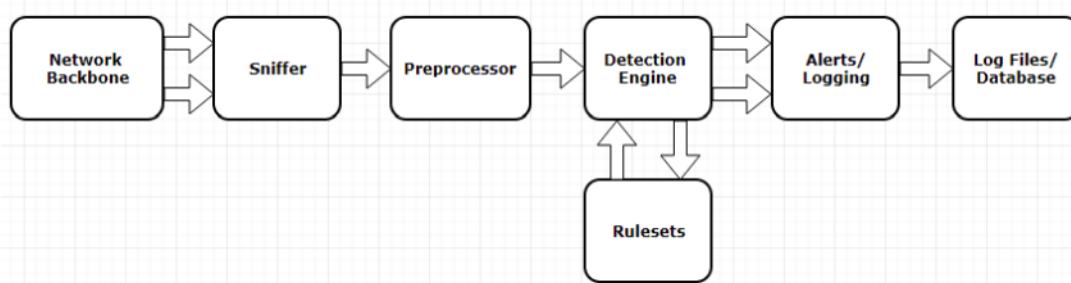 Network
Backbone
Sniffer
Preprocessor
Detection
Engine
Alerts/
Logging
Log Files/
Database
Rulesets